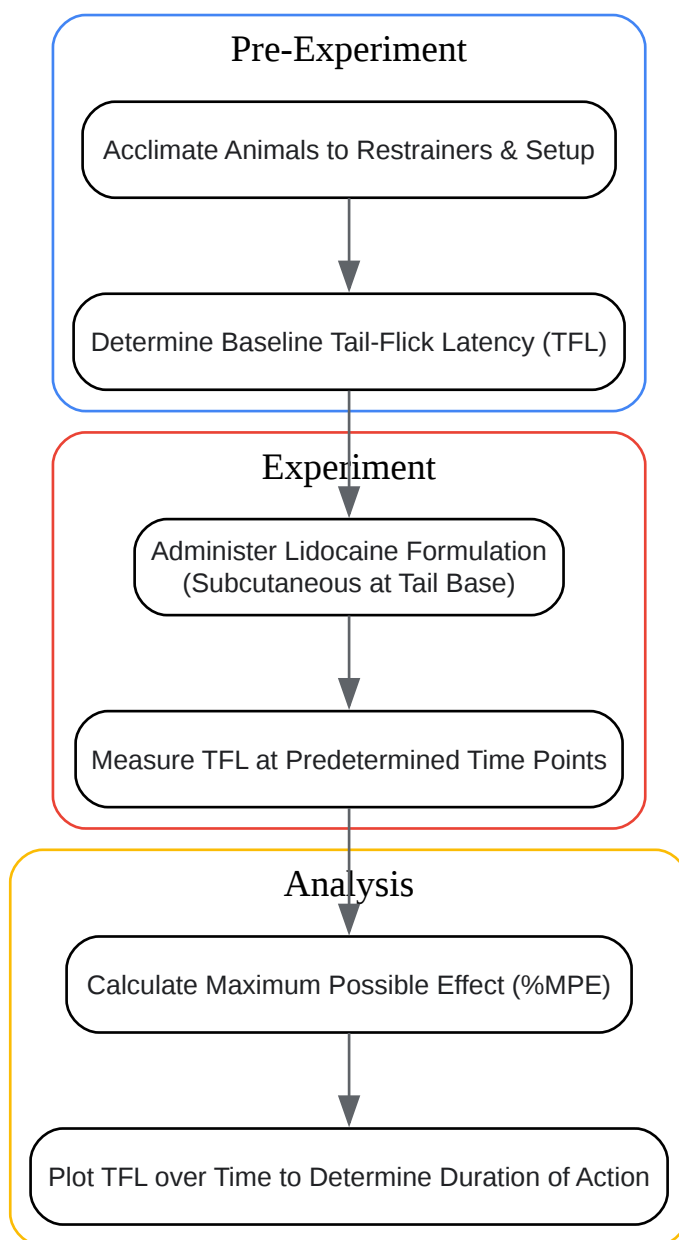 Pre-Experiment
Acclimate Animals to Restrainers & Setup
Determine Baseline Tail-Flick Latency (TFL)
Experiment
Administer Lidocaine Formulation
(Subcutaneous at Tail Base)
Measure TFL at Predetermined Time Points
Analysis
Calculate Maximum Possible Effect (%MPE)
Plot TFL over Time to Determine Duration of Action